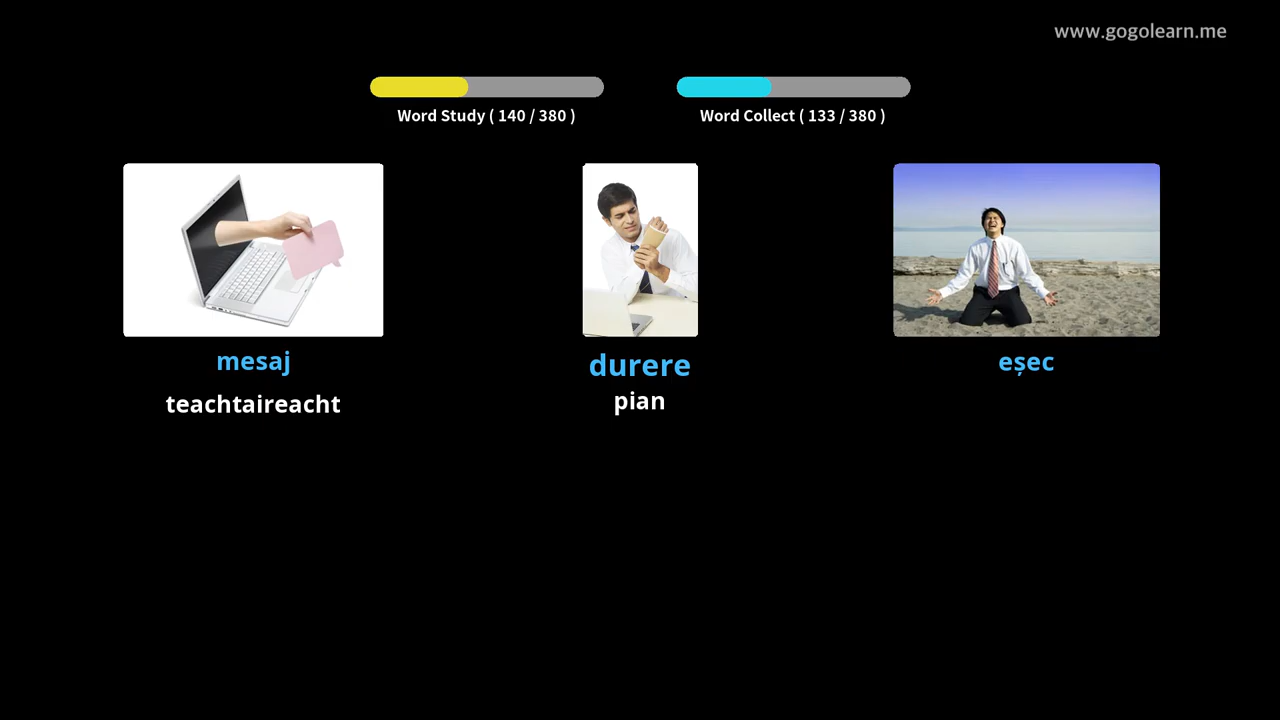 www.gogolearn.me
Word Study ( 140 / 380 )
Word Collect ( 133 / 380 )
mesaj
teachtaireacht
durere
pian
eșec